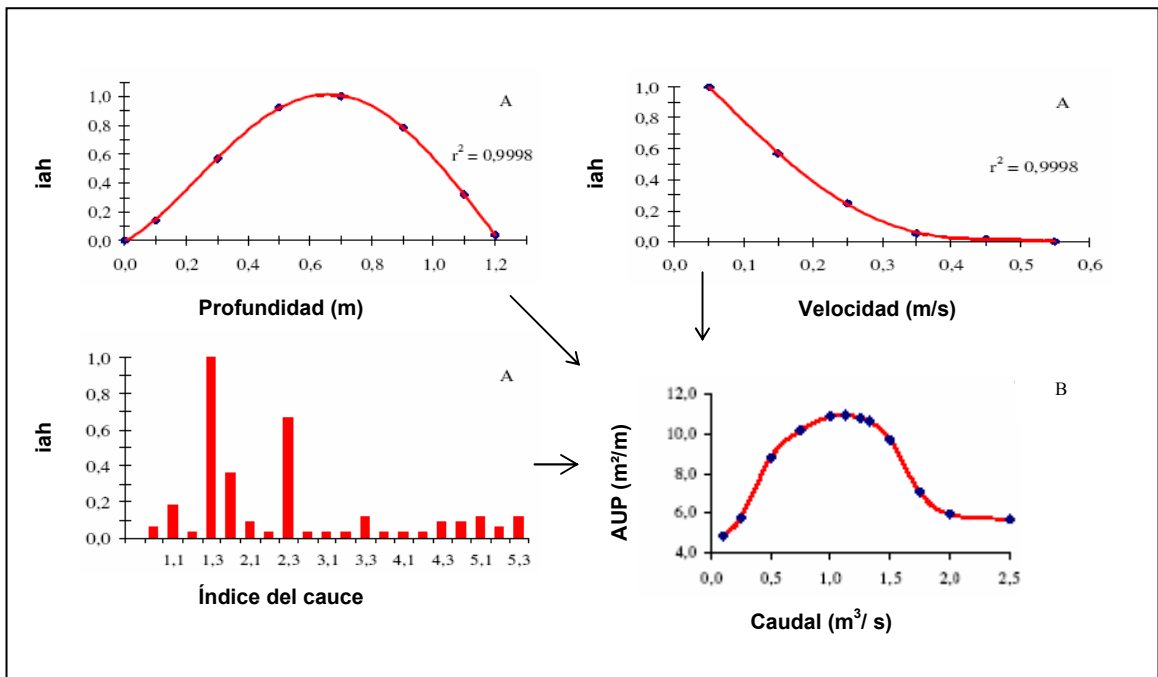 1,0
0,8
0,6
0,4
0,2
0,0
iah
A
r² = 0,9998
0,0 0,2 0,4 0,6 0,8 1,0 1,2
Profundidad (m)
1,0
0,8
0,6
0,4
0,2
0,0
iah
A
r² = 0,9998
0,0 0,1 0,2 0,3 0,4 0,5 0,6
Velocidad (m/s)
1,0
0,8
0,6
0,4
0,2
0,0
iah
A
1,1 1,3 2,1 2,3 3,1 3,3 4,1 4,3 5,1 5,3
Índice del cauce
12,0
10,0
8,0
6,0
4,0
AUP (m²/m)
B
0,0 0,5 1,0 1,5 2,0 2,5
Caudal (m³/ s)